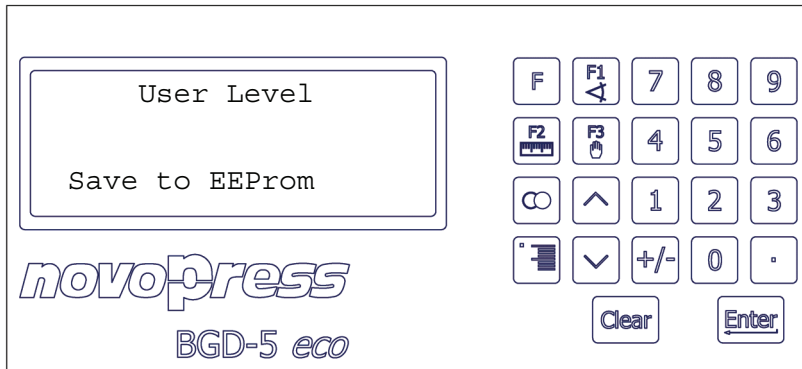 User Level
Save to EEProm
novopress
BGD-5 eco
F F1 7 8 9
F2 F3 4 5 6
1 2 3
+/- 0 .
Clear Enter